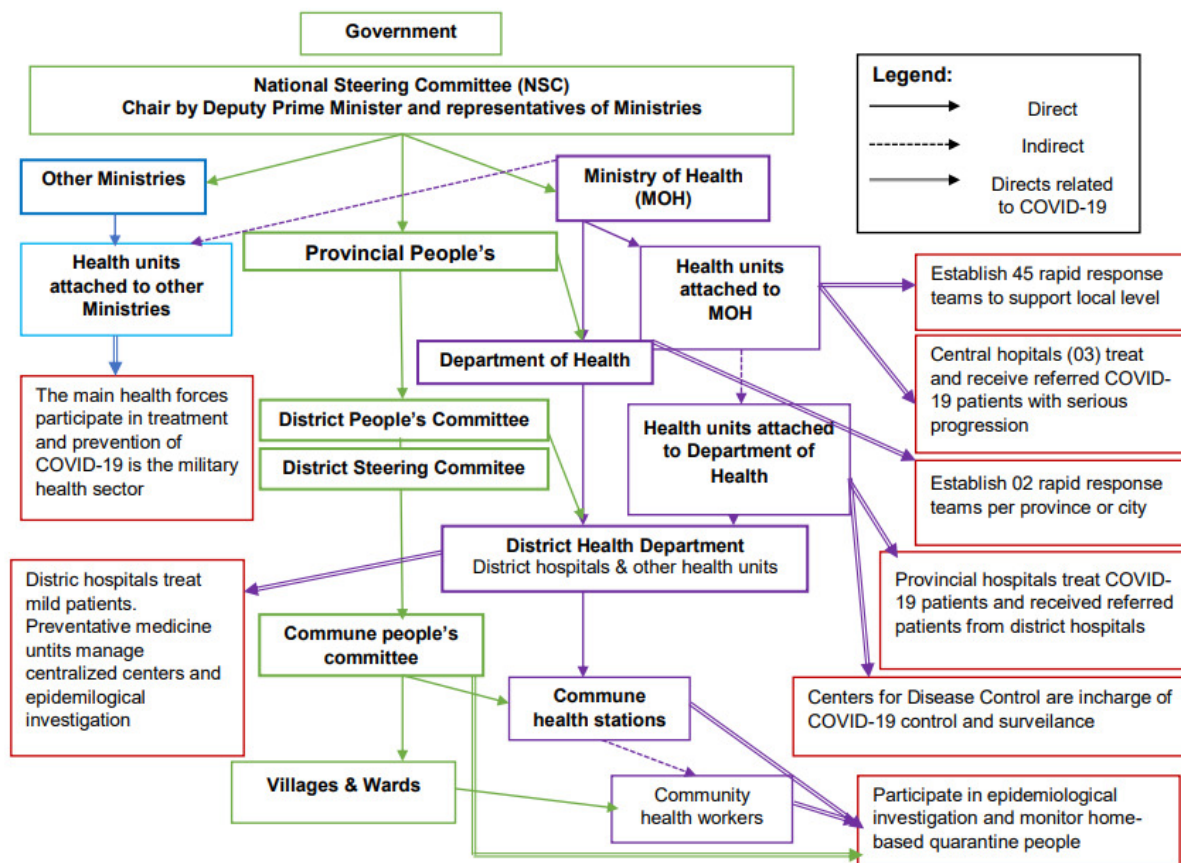 Government
National Steering Committee (NSC)
Chair by Deputy Prime Minister and representatives of Ministries
Legend:
Direct
Indirect
Directs related
to COVID-19
Other Ministries
Ministry of Health
(MOH)
Provincial People's
Health units
attached to other
Ministries
Health units
attached to
MOH
Establish 45 rapid response
teams to support local level
Department of Health
Central hopitals (03) treat
and receive referred COVID-
19 patients with serious
progression
The main health forces
participate in treatment
and prevention of
COVID-19 is the military
health sector
District People's Committee
District Steering Commitee
Health units attached
to Department of
Health
Establish 02 rapid response
teams per province or city
District Health Department
District hospitals & other health units
Provincial hospitals treat COVID-
19 patients and received referred
patients from district hospitals
Distric hospitals treat
mild patients.
Preventative medicine
untits manage
centralized centers and
epidemilogical
investigation
Commune people's
committee
Commune
health stations
Centers for Disease Control are incharge of
COVID-19 control and surveilance
Villages & Wards
Community
health workers
Participate in epidemiological
investigation and monitor home-
based quarantine people